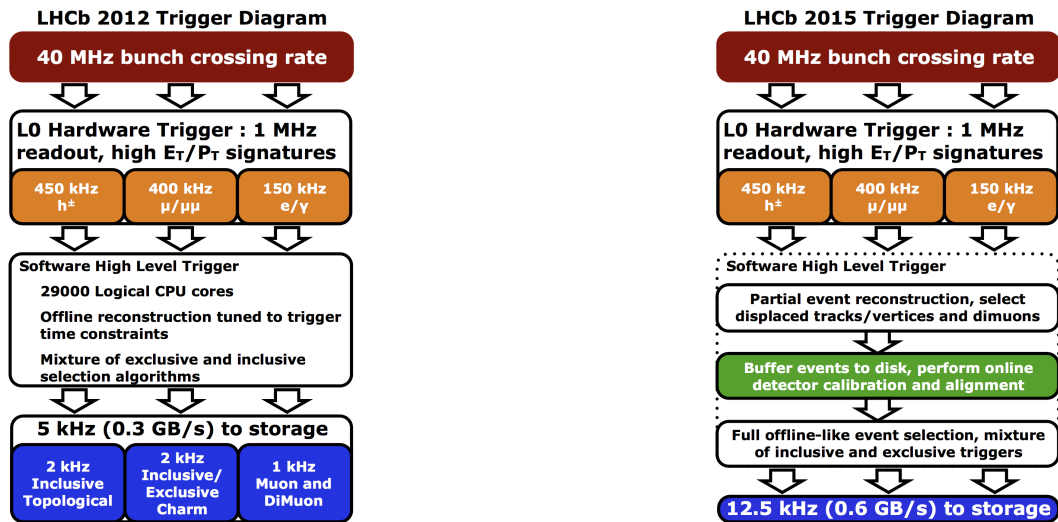 LHCb 2012 Trigger Diagram
40 MHz bunch crossing rate
L0 Hardware Trigger : 1 MHz
readout, high E_T/P_T signatures
450 kHz
h±
400 kHz
μ/μμ
150 kHz
e/γ
Software High Level Trigger
29000 Logical CPU cores
Offline reconstruction tuned to trigger
time constraints
Mixture of exclusive and inclusive
selection algorithms
5 kHz (0.3 GB/s) to storage
2 kHz
Inclusive
Topological
2 kHz
Inclusive/
Exclusive
Charm
1 kHz
Muon and
DiMuon
LHCb 2015 Trigger Diagram
40 MHz bunch crossing rate
L0 Hardware Trigger : 1 MHz
readout, high E_T/P_T signatures
450 kHz
h±
400 kHz
μ/μμ
150 kHz
e/γ
Software High Level Trigger
Partial event reconstruction, select
displaced tracks/vertices and dimuons
Buffer events to disk, perform online
detector calibration and alignment
Full offline-like event selection, mixture
of inclusive and exclusive triggers
12.5 kHz (0.6 GB/s) to storage